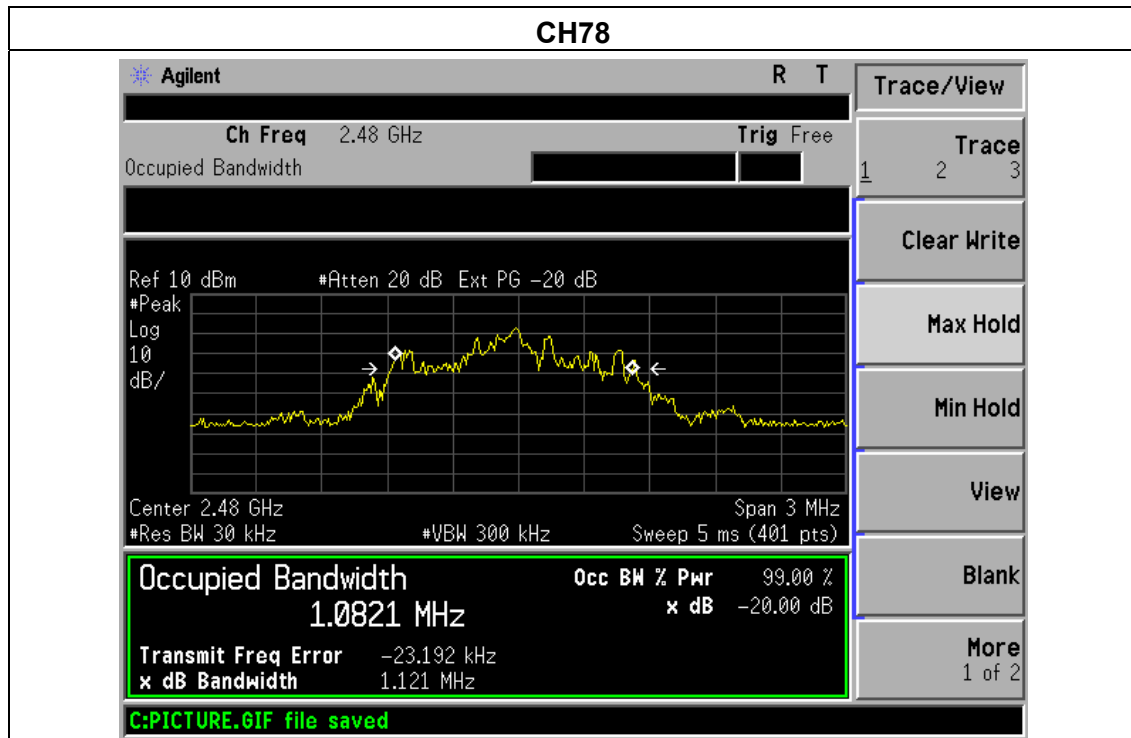 CH78
Agilent R T
Trace/View
Ch Freq 2.48 GHz Trig Free
Occupied Bandwidth
Trace
1 2 3
Clear Write
Max Hold
Min Hold
View
Blank
More
1 of 2
Ref 10 dBm #Atten 20 dB Ext PG −20 dB
#Peak
Log
10
dB/
Center 2.48 GHz Span 3 MHz
#Res BW 30 kHz #VBW 300 kHz Sweep 5 ms (401 pts)
Occupied Bandwidth Occ BW % Pwr 99.00 %
1.0821 MHz x dB −20.00 dB
Transmit Freq Error −23.192 kHz
x dB Bandwidth 1.121 MHz
C:PICTURE.GIF file saved